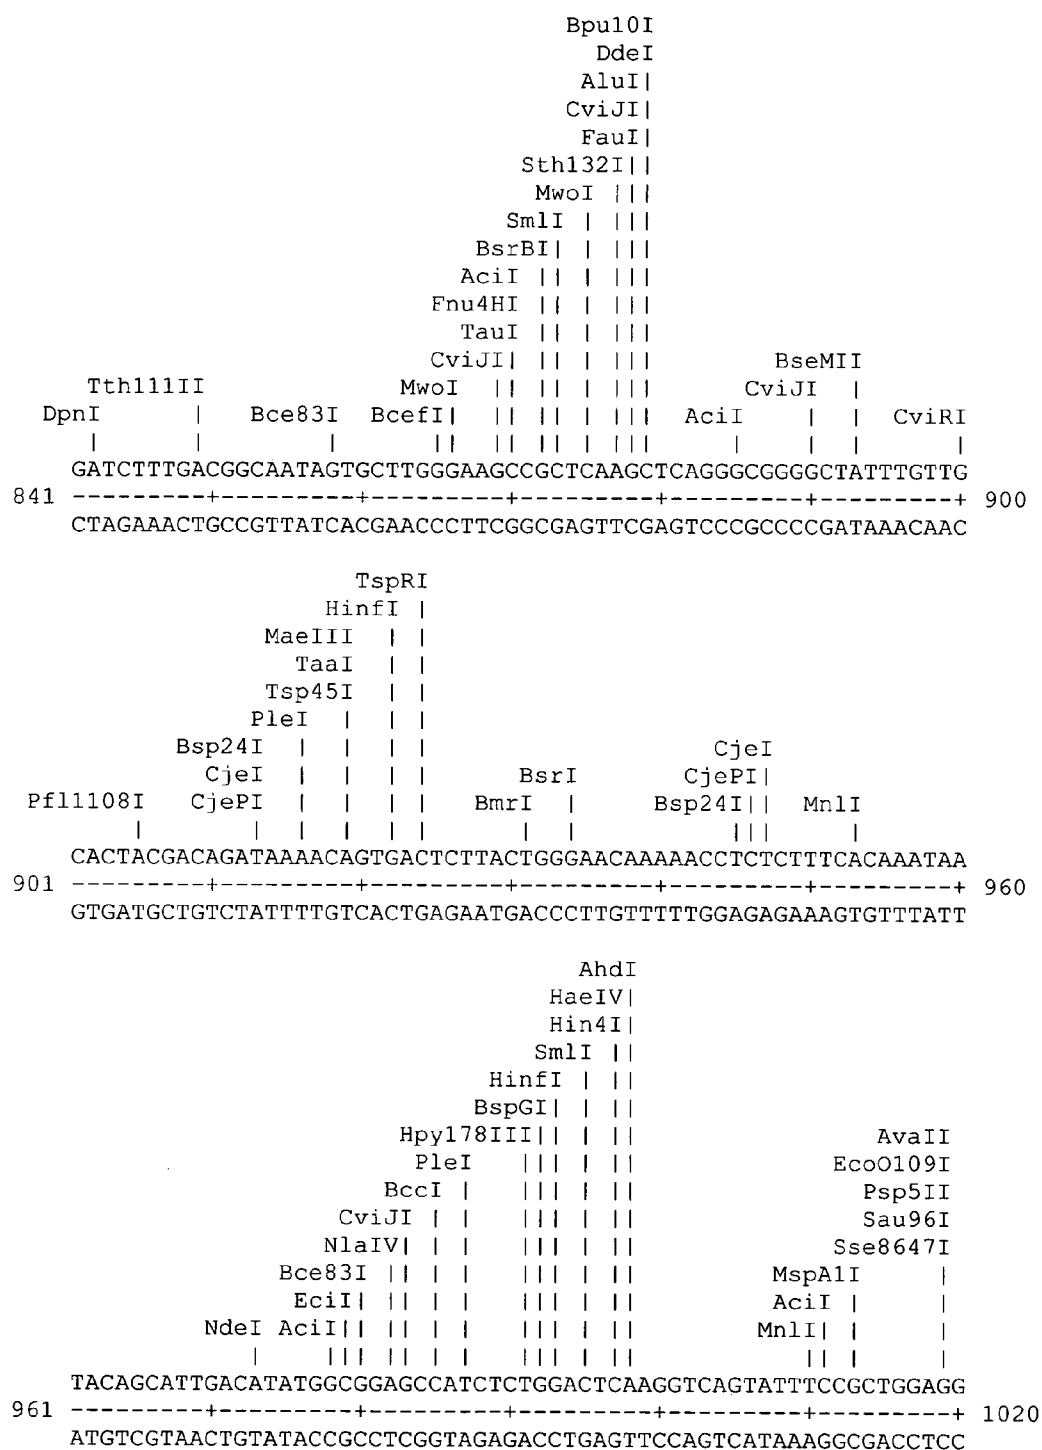 Bpu10I
DdeI
AluI|
CviJI|
FauI|
Sth132I||
MwoI |||
SmlI | |||
BsrBI| | |||
AciI || | |||
Fnu4HI || | |||
TauI || | |||
CviJI| || | ||| BseMII
Tth111II MwoI || || | ||| CviJI |
DpnI | Bce83I BcefI| || || | ||| AciI | | CviRI
| | | || || || | ||| | | | |
GATCTTTGACGGCAATAGTGCTTGGGAAGCCGCTCAAGCTCAGGGCGGGGCTATTTGTTG
841 ---------+---------+---------+---------+---------+---------+ 900
CTAGAAACTGCCGTTATCACGAACCCTTCGGCGAGTTCGAGTCCCGCCCCGATAAACAAC
TspRI
HinfI |
MaeIII | |
TaaI | |
Tsp45I | |
PleI | | |
Bsp24I | | | | CjeI
CjeI | | | | BsrI CjePI|
Pfl1108I CjePI | | | | BmrI | Bsp24I|| MnlI
| | | | | | | | ||| |
CACTACGACAGATAAAACAGTGACTCTTACTGGGAACAAAAACCTCTCTTTCACAAATAA
901 ---------+---------+---------+---------+---------+---------+ 960
GTGATGCTGTCTATTTTGTCACTGAGAATGACCCTTGTTTTTGGAGAGAAAGTGTTTATT
AhdI
HaeIV|
Hin4I|
SmlI ||
HinfI | ||
BspGI| | ||
Hpy178III|| | || AvaII
PleI ||| | || EcoO109I
BccI | ||| | || Psp5II
CviJI | | ||| | || Sau96I
NlaIV| | | ||| | || Sse8647I
Bce83I || | | ||| | || MspA1I |
EciI| || | | ||| | || AciI | |
NdeI AciI|| || | | ||| | || MnlI| | |
| ||| || | | ||| | || || | |
TACAGCATTGACATATGGCGGAGCCATCTCTGGACTCAAGGTCAGTATTTCCGCTGGAGG
961 ---------+---------+---------+---------+---------+---------+ 1020
ATGTCGTAACTGTATACCGCCTCGGTAGAGACCTGAGTTCCAGTCATAAAGGCGACCTCC